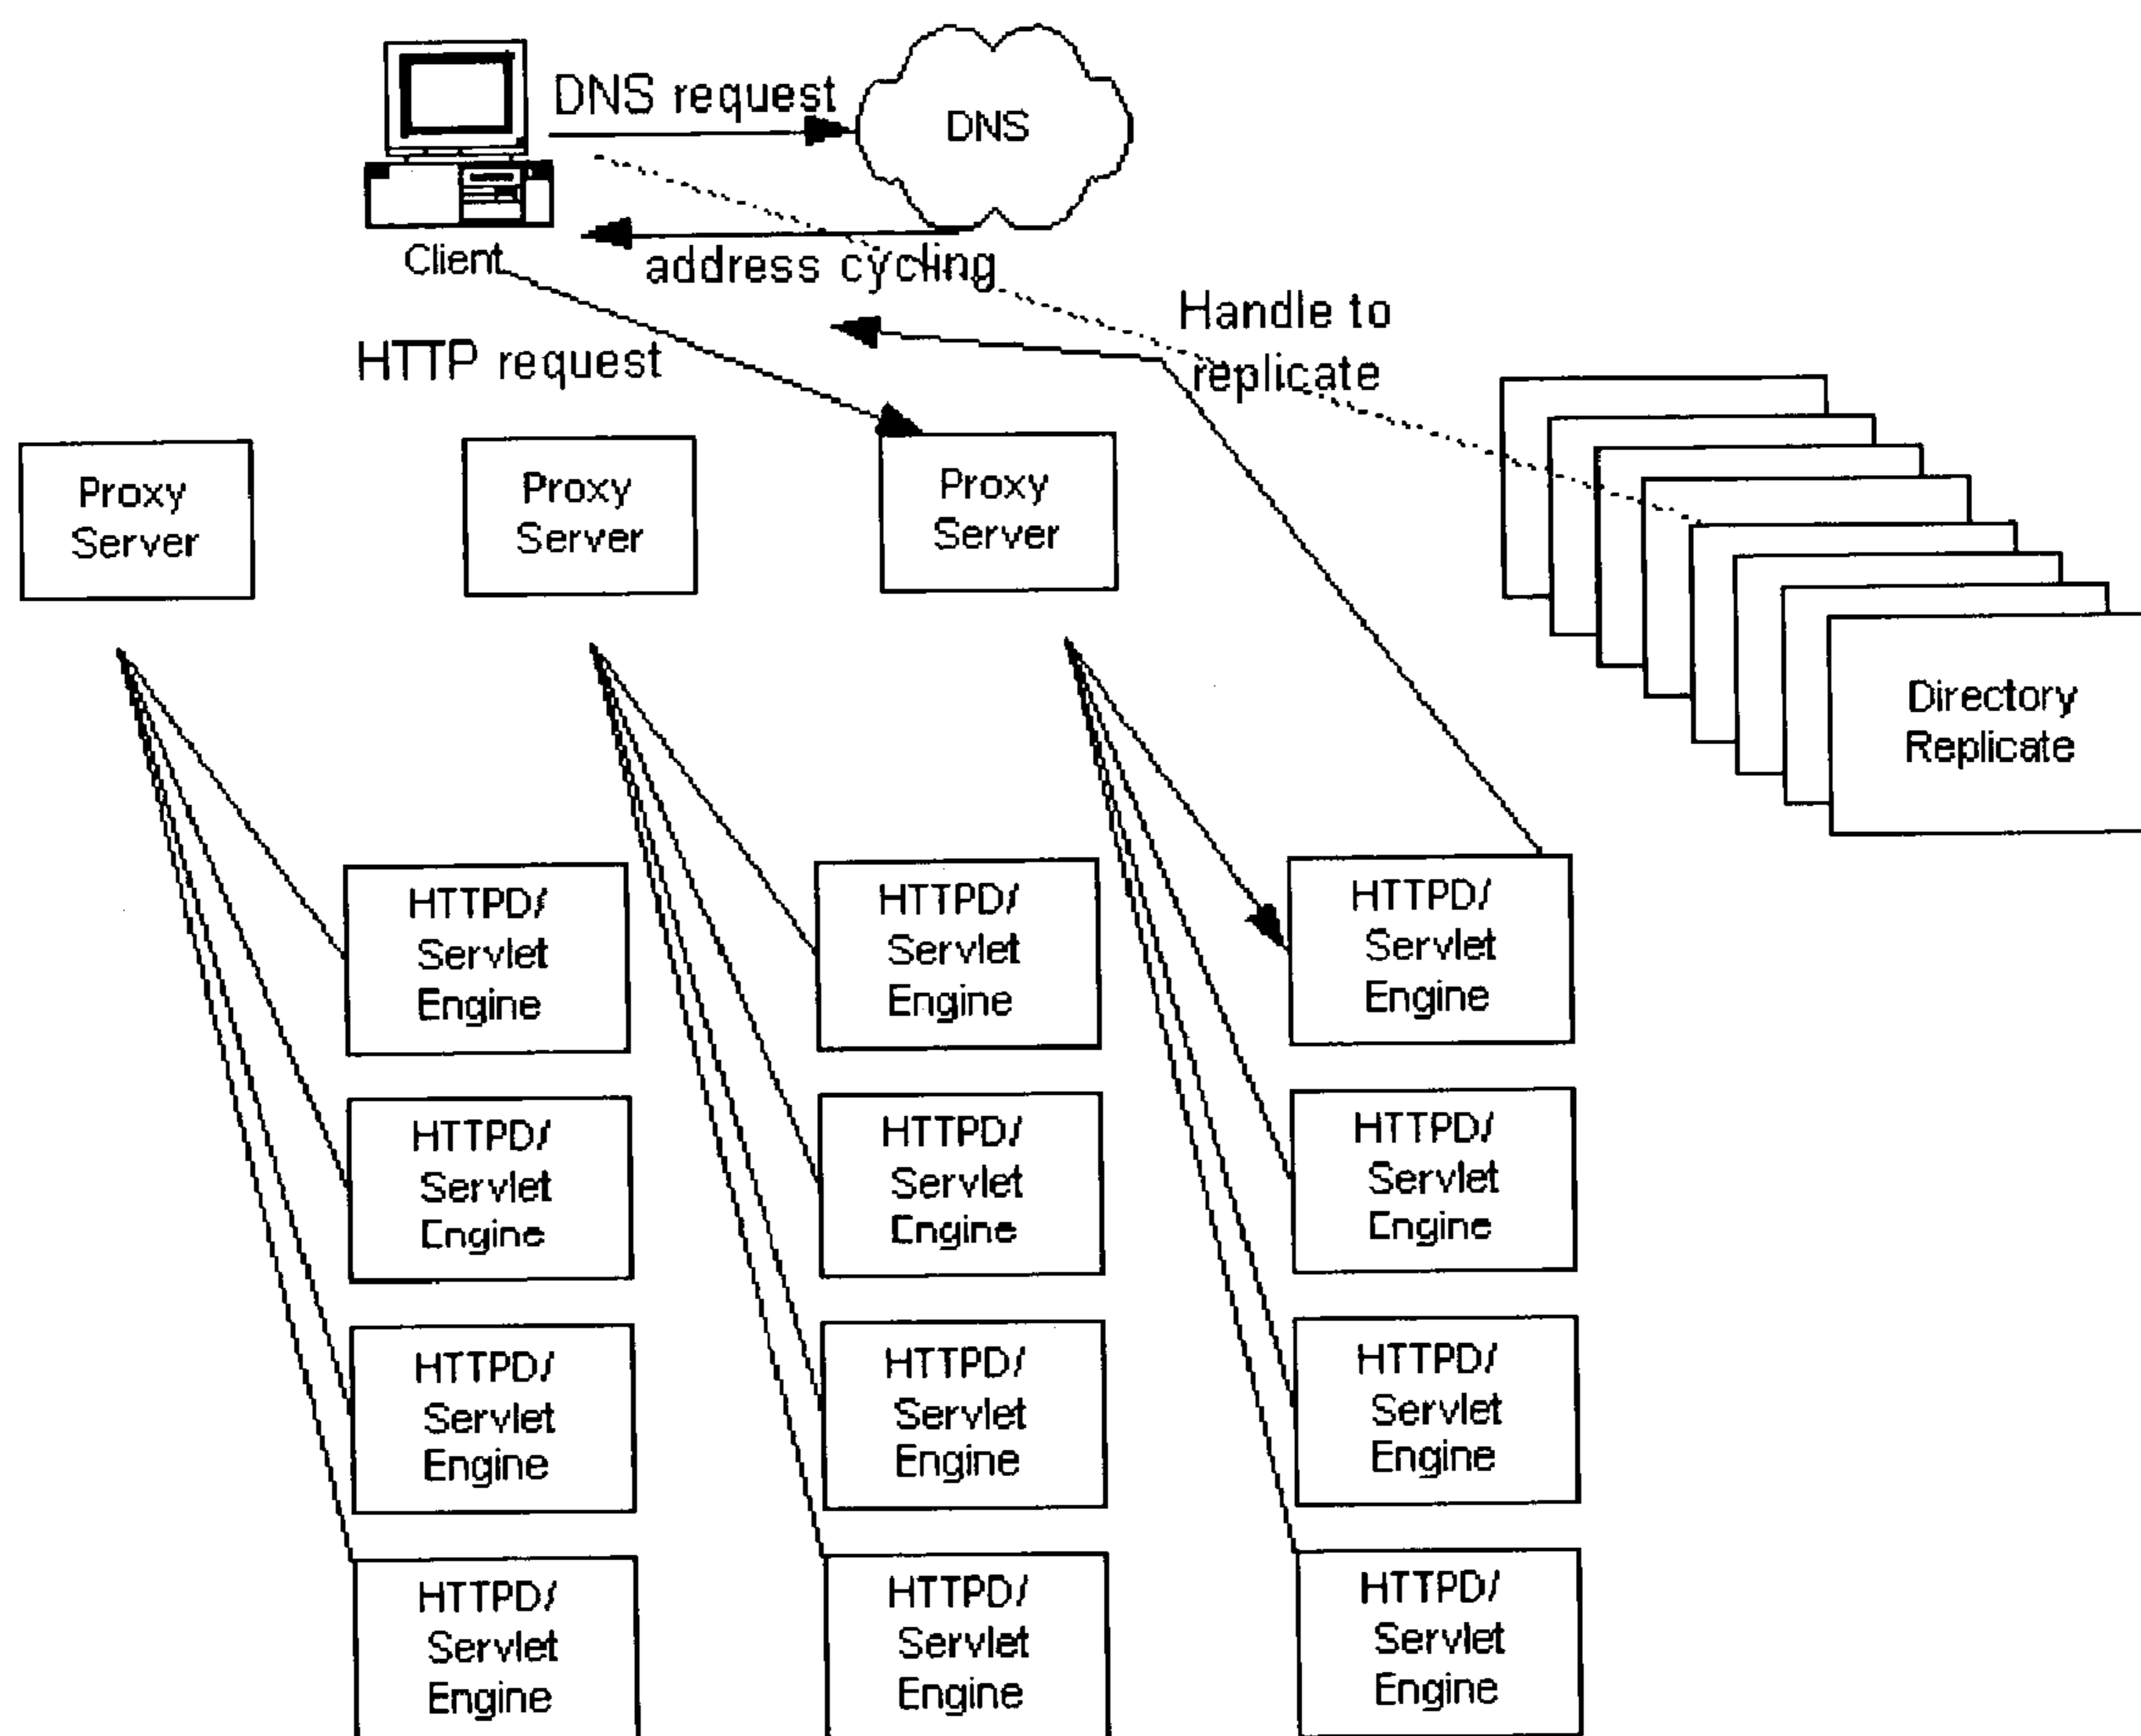 DNS request
DNS
Client
address cycling
Handle to
replicate
HTTP request
Proxy
Server
Proxy
Server
Proxy
Server
Directory
Replicate
HTTPD/
Servlet
Engine
HTTPD/
Servlet
Engine
HTTPD/
Servlet
Engine
HTTPD/
Servlet
Engine
HTTPD/
Servlet
Engine
HTTPD/
Servlet
Engine
HTTPD/
Servlet
Engine
HTTPD/
Servlet
Engine
HTTPD/
Servlet
Engine
HTTPD/
Servlet
Engine
HTTPD/
Servlet
Engine
HTTPD/
Servlet
Engine